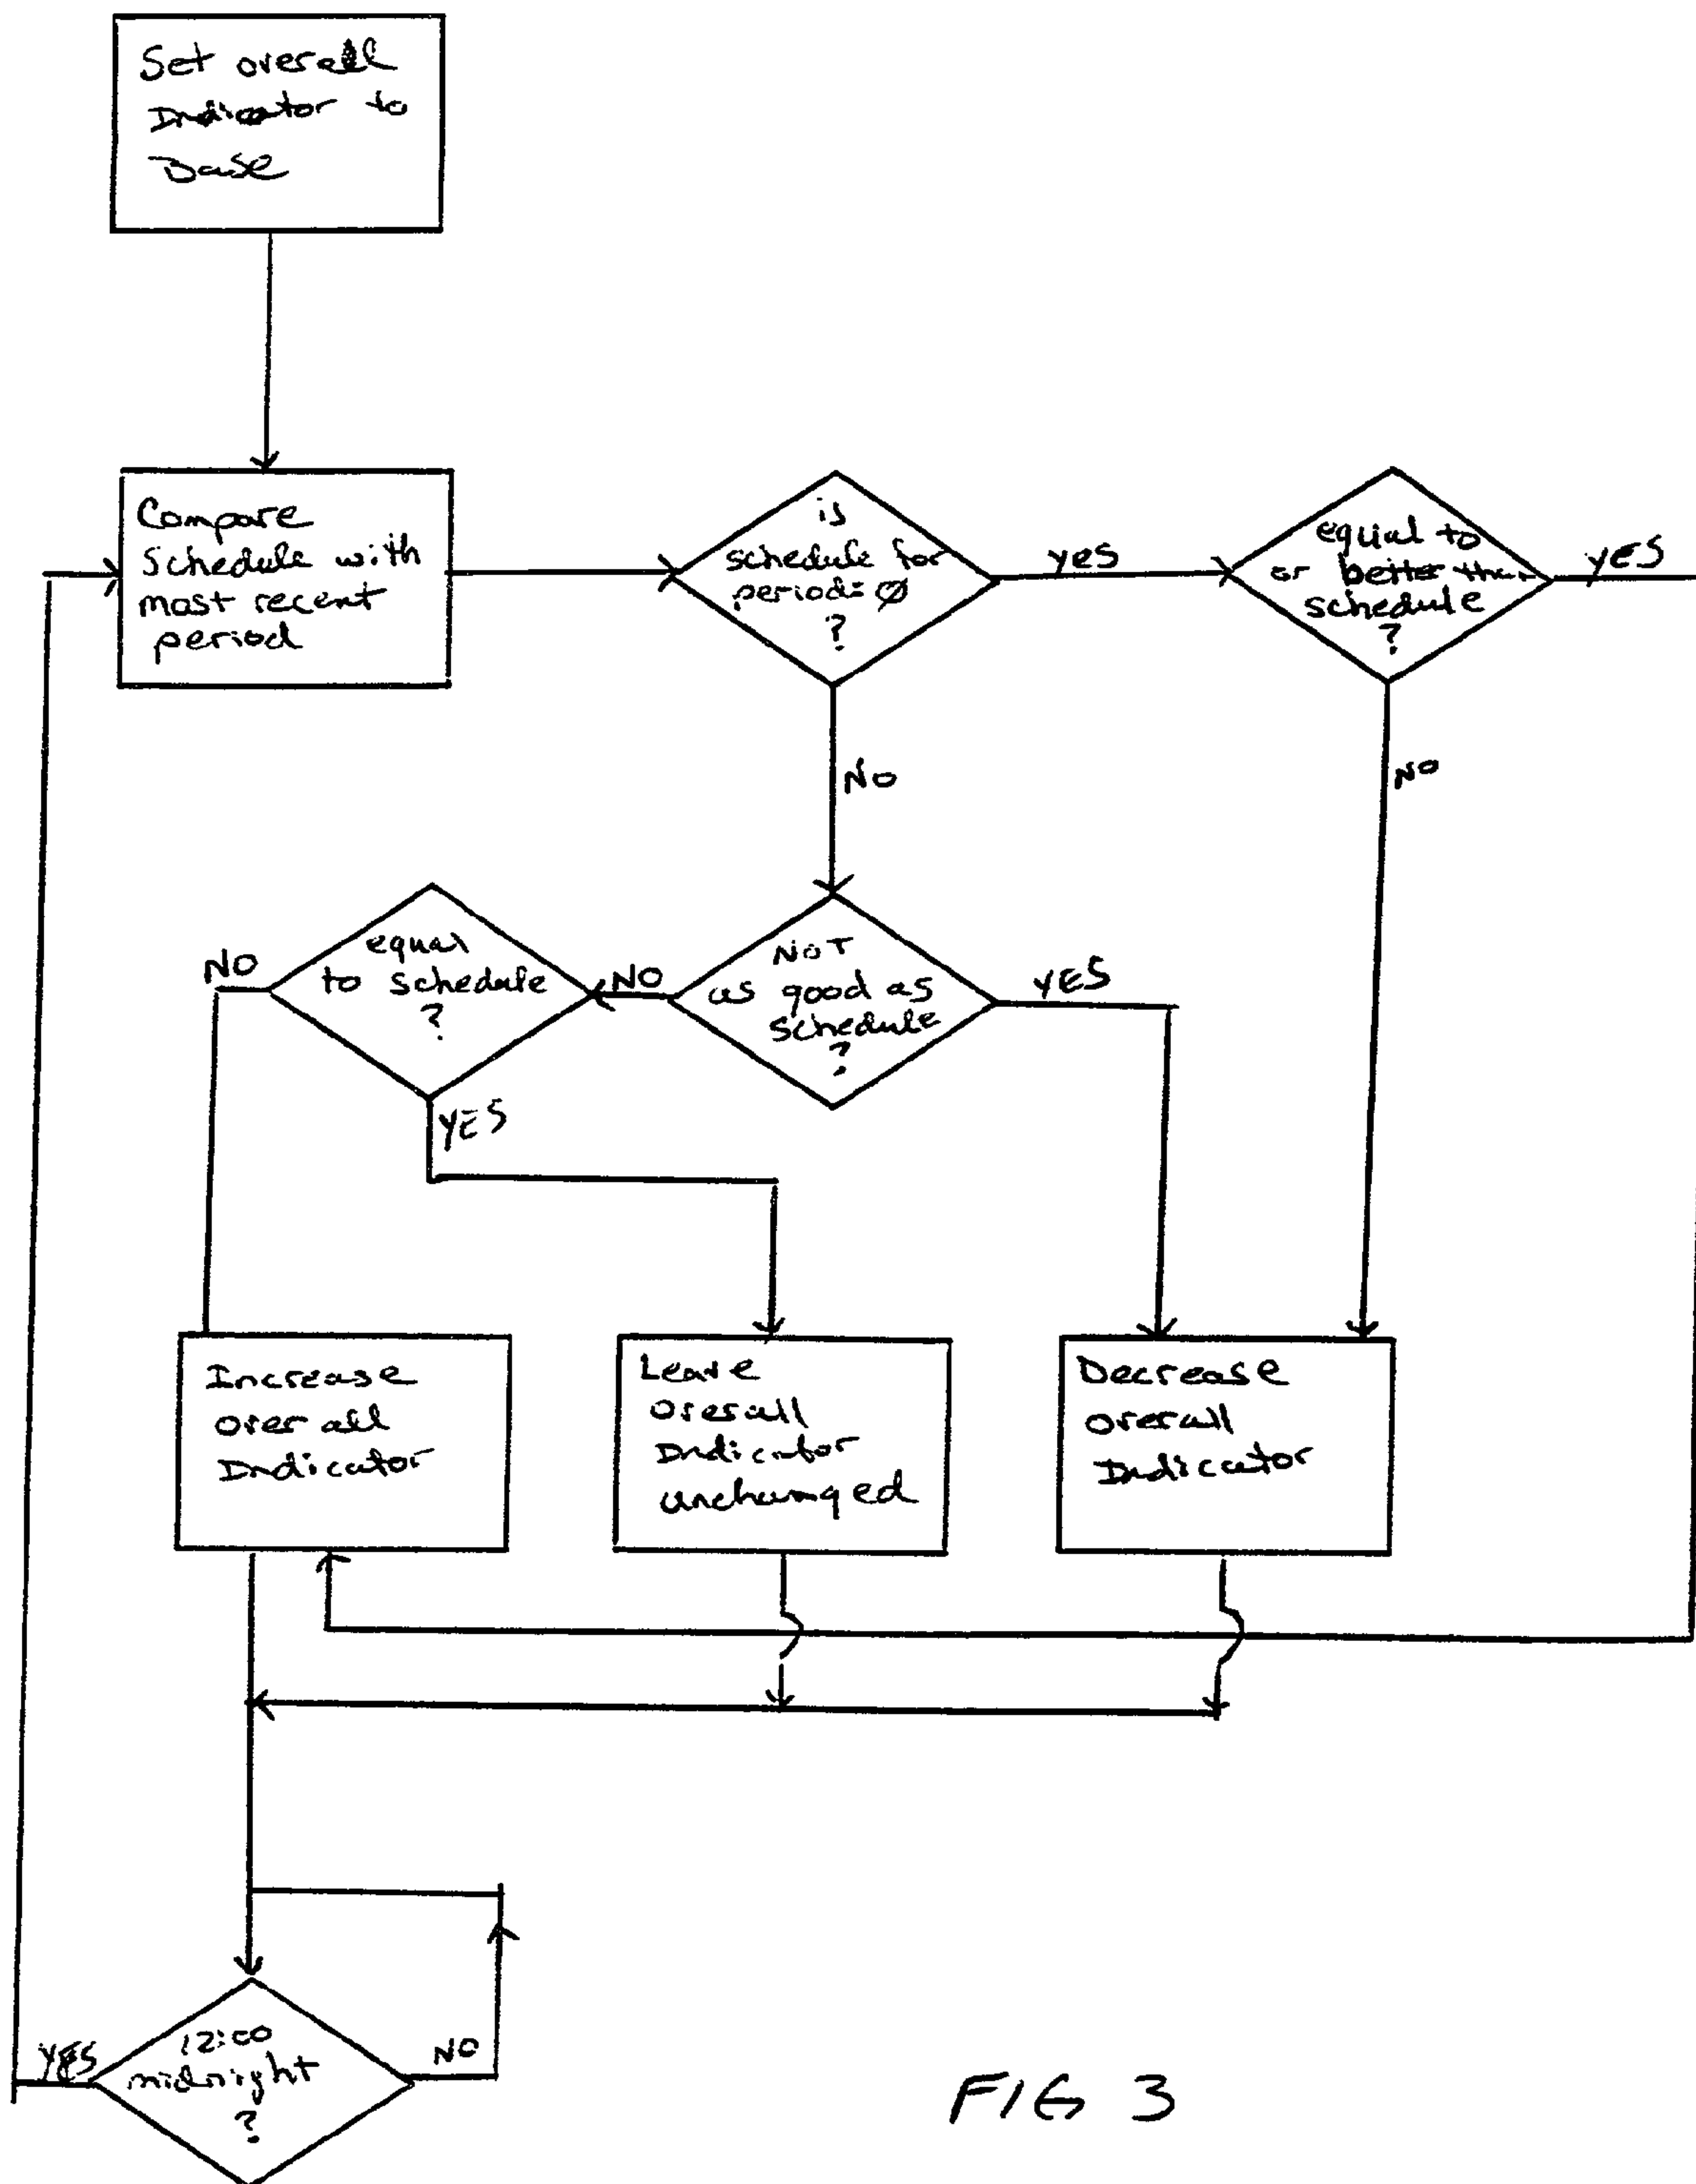 Set overall
Indicator to
Base
Compare
Schedule with
most recent
period
is
schedule for
period=Ø
?
yes
equal to
or better than
schedule
?
YES
NO
NO
equal
to schedule
?
NO
NO
NOT
as good as
schedule
?
YES
YES
Increase
overall
Indicator
Leave
overall
Indicator
unchanged
Decrease
overall
Indicator
12:00
midnight
?
YES
NO
FIG 3